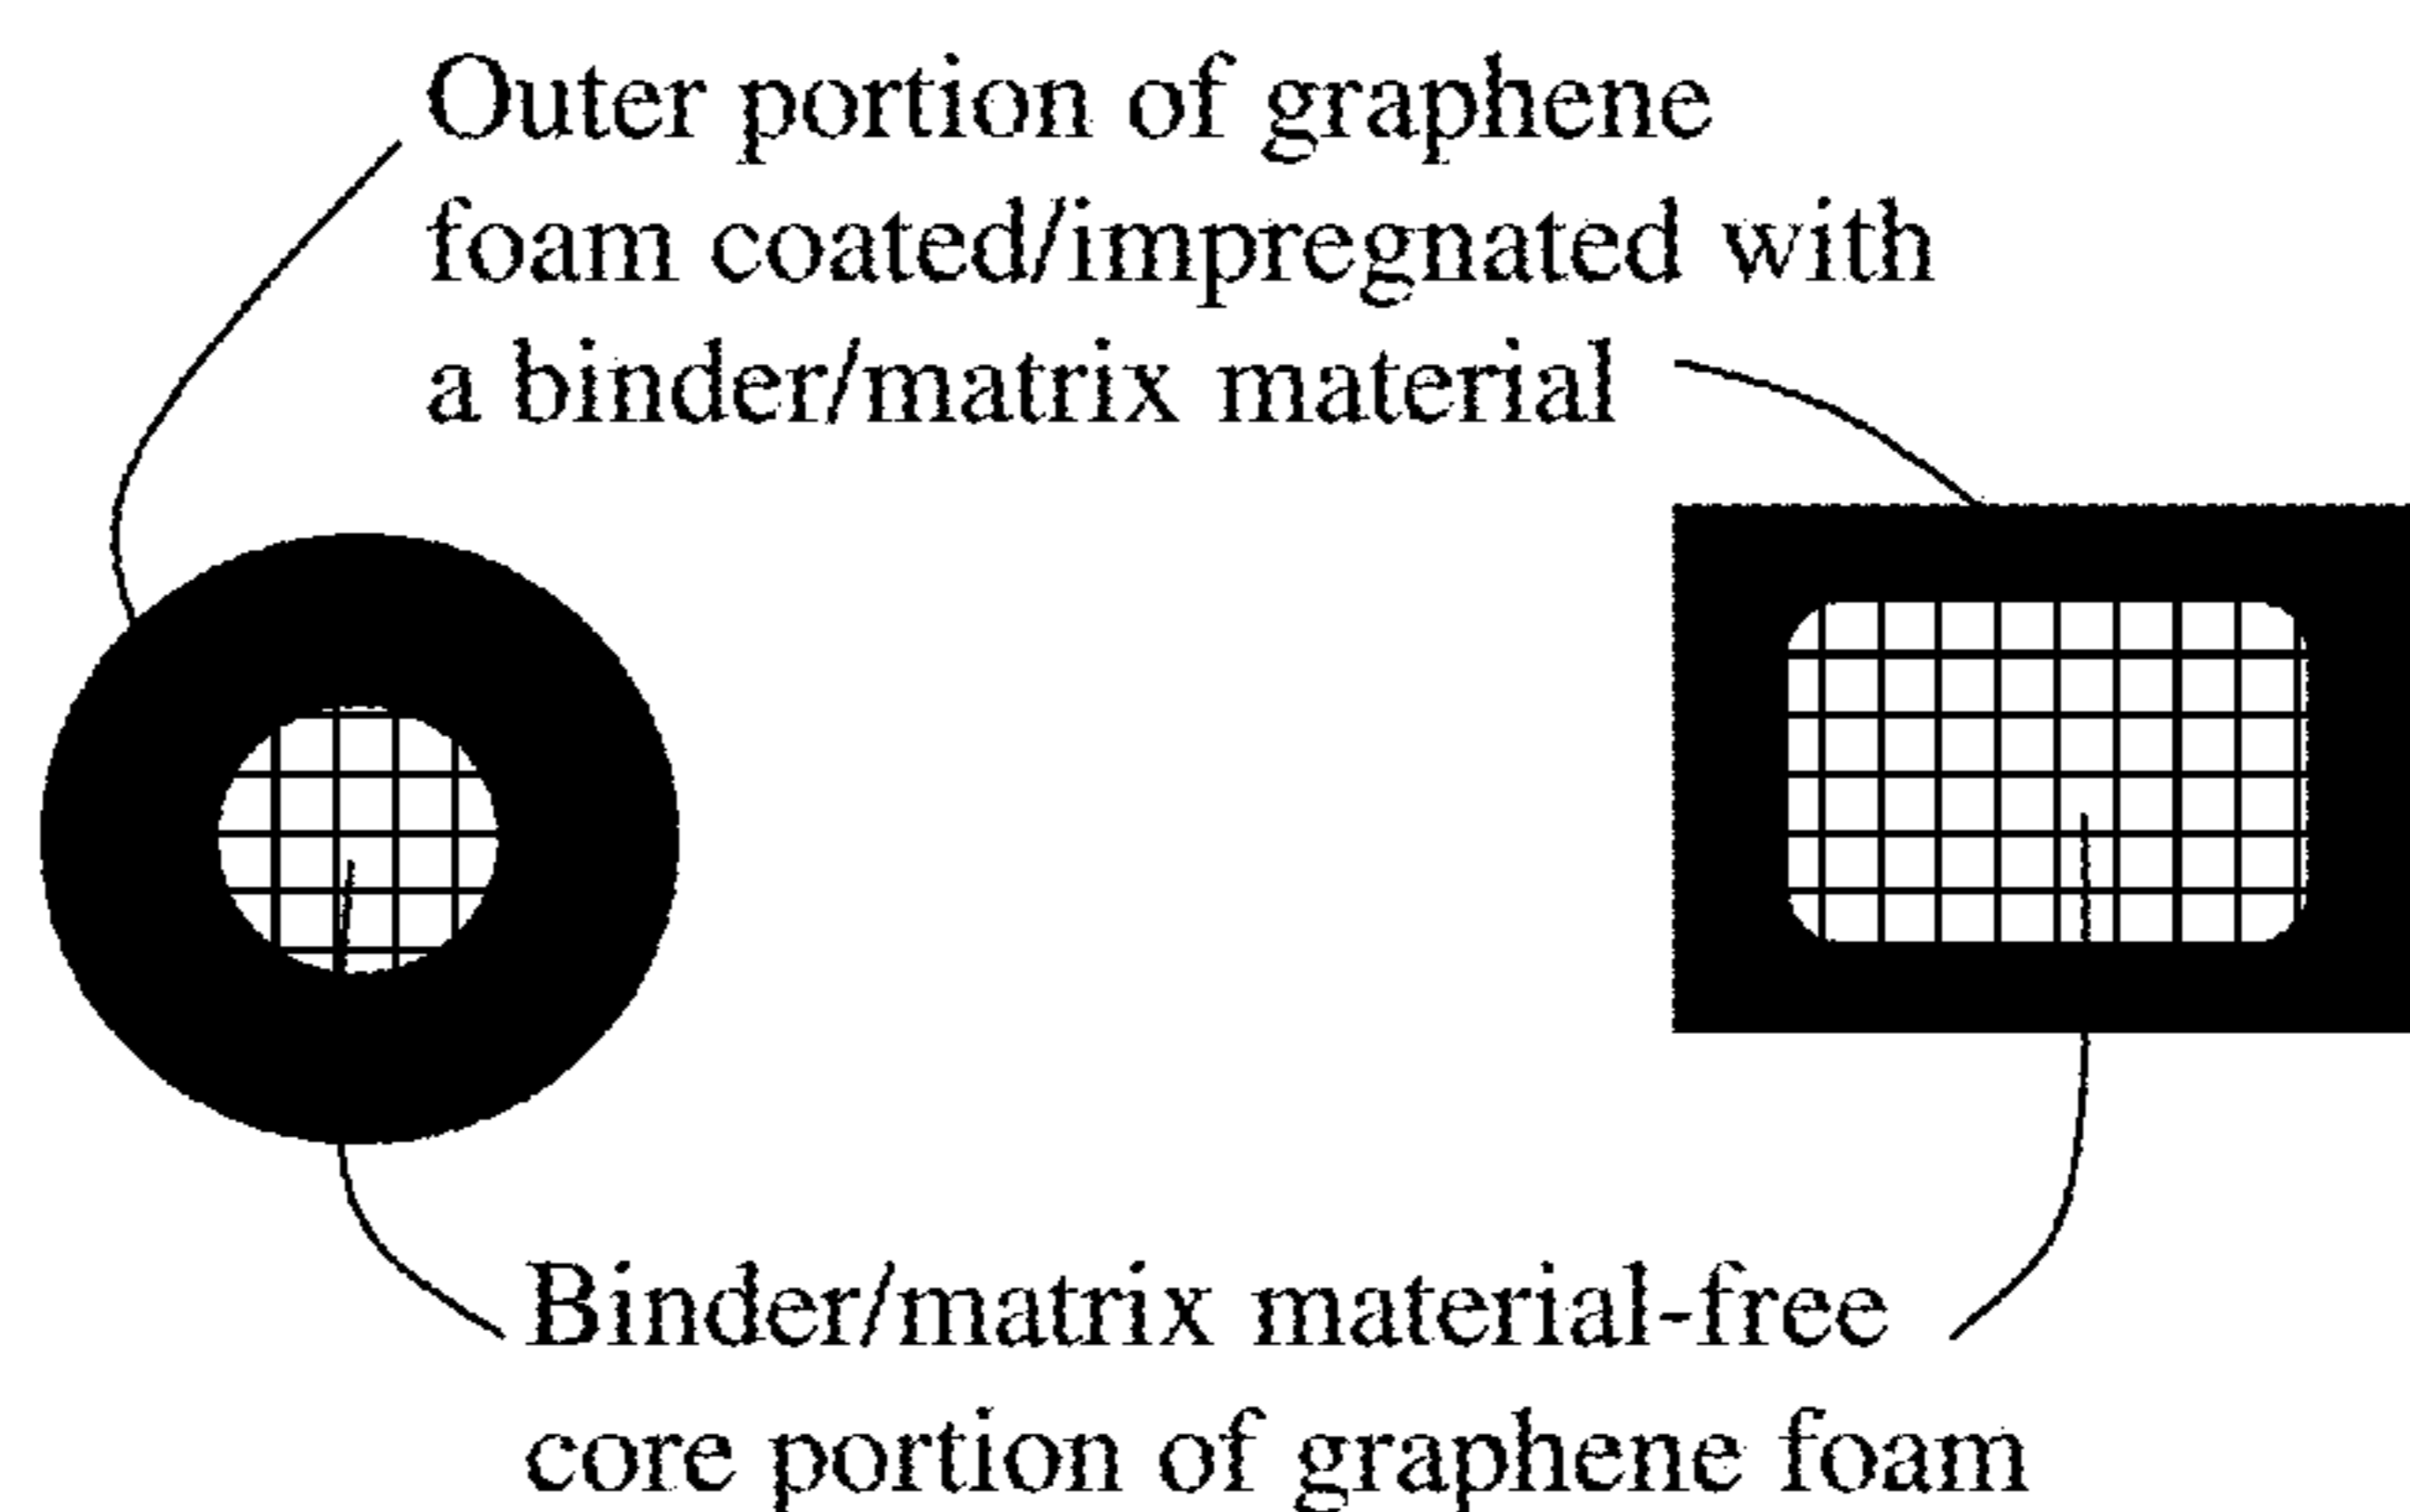 Outer portion of graphene
foam coated/impregnated with
a binder/matrix material
Binder/matrix material-free
core portion of graphene foam